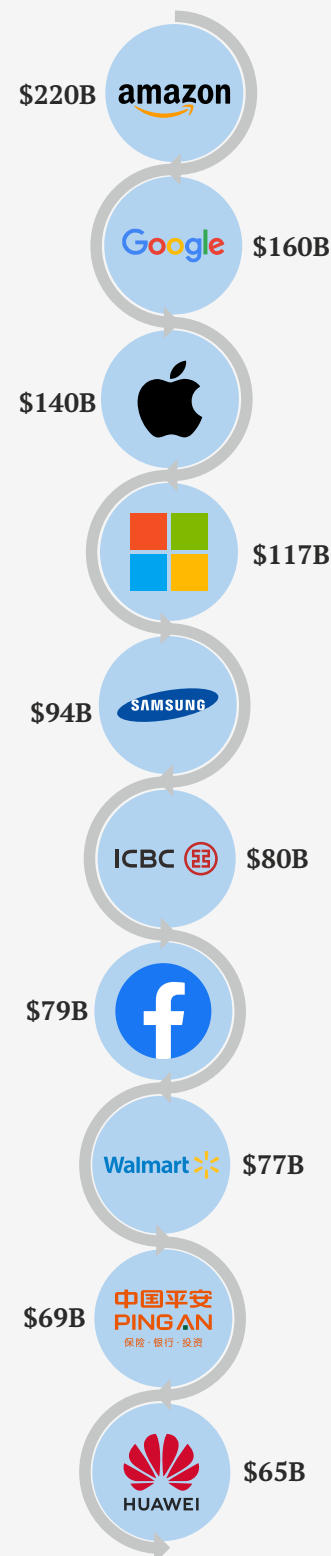 $220B
amazon
Google
$160B
$140B
$117B
SAMSUNG
$94B
ICBC
$80B
$79B
f
Walmart
$77B
中国平安
PING AN
保险·银行·投资
$69B
HUAWEI
$65B